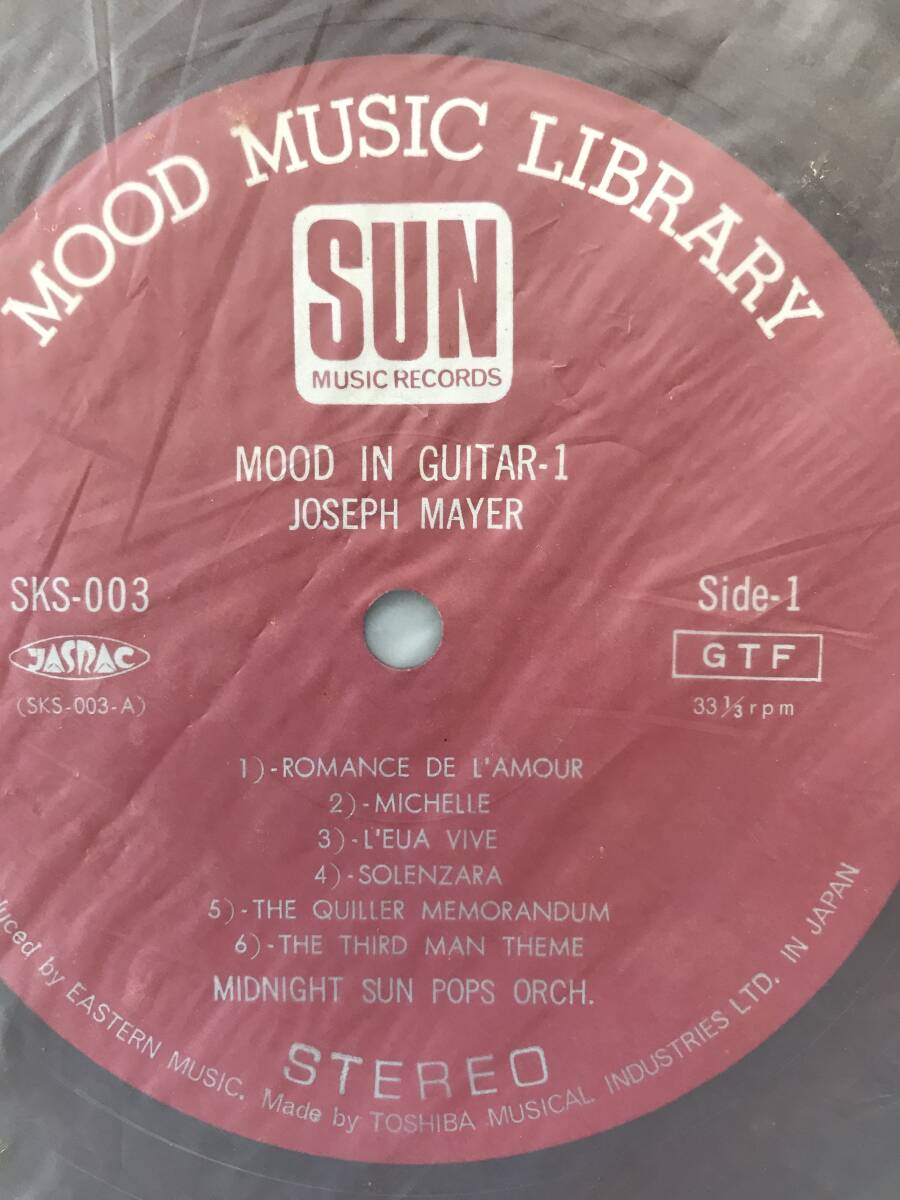 MOOD MUSIC LIBRARY
SUN
MUSIC RECORDS
MOOD IN GUITAR-1
JOSEPH MAYER
SKS-003
JASRAC
(SKS-003-A)
Side-1
GTF
33⅓rpm
1)-ROMANCE DE L'AMOUR
2)-MICHELLE
3)-L'EUA VIVE
4)-SOLENZARA
5)-THE QUILLER MEMORANDUM
6)-THE THIRD MAN THEME
MIDNIGHT SUN POPS ORCH.
STEREO
by EASTERN MUSIC. Made by TOSHIBA MUSICAL INDUSTRIES LTD. IN JAPAN